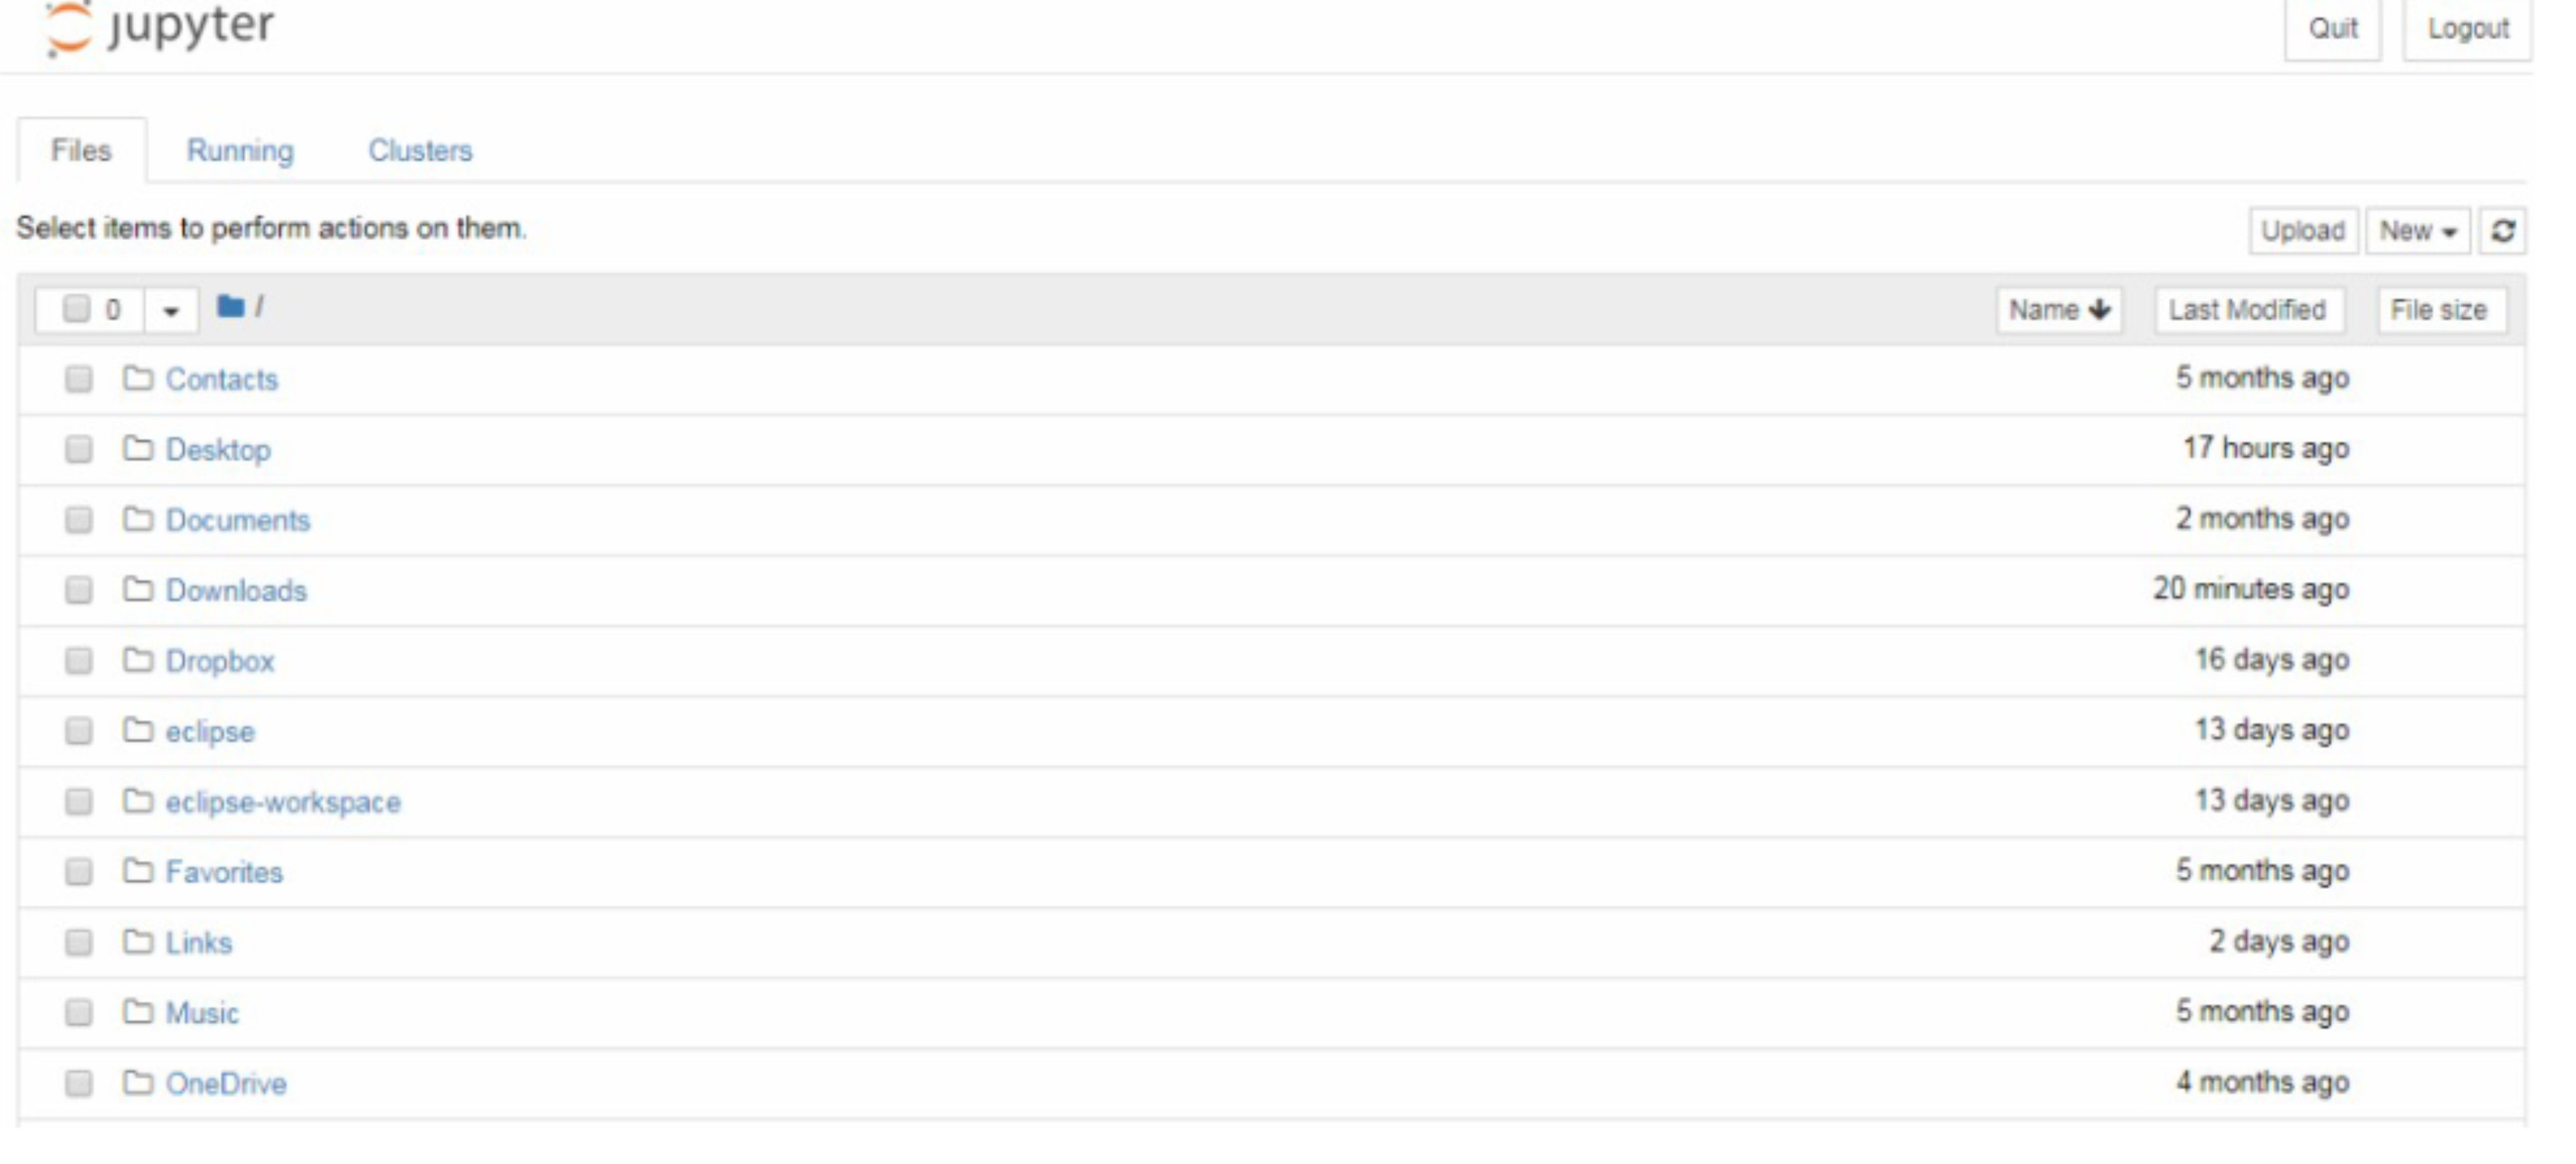 jupyter Quit Logout
Files Running Clusters
Select items to perform actions on them. Upload New
0 / Name Last Modified File size
Contacts 5 months ago
Desktop 17 hours ago
Documents 2 months ago
Downloads 20 minutes ago
Dropbox 16 days ago
eclipse 13 days ago
eclipse-workspace 13 days ago
Favorites 5 months ago
Links 2 days ago
Music 5 months ago
OneDrive 4 months ago